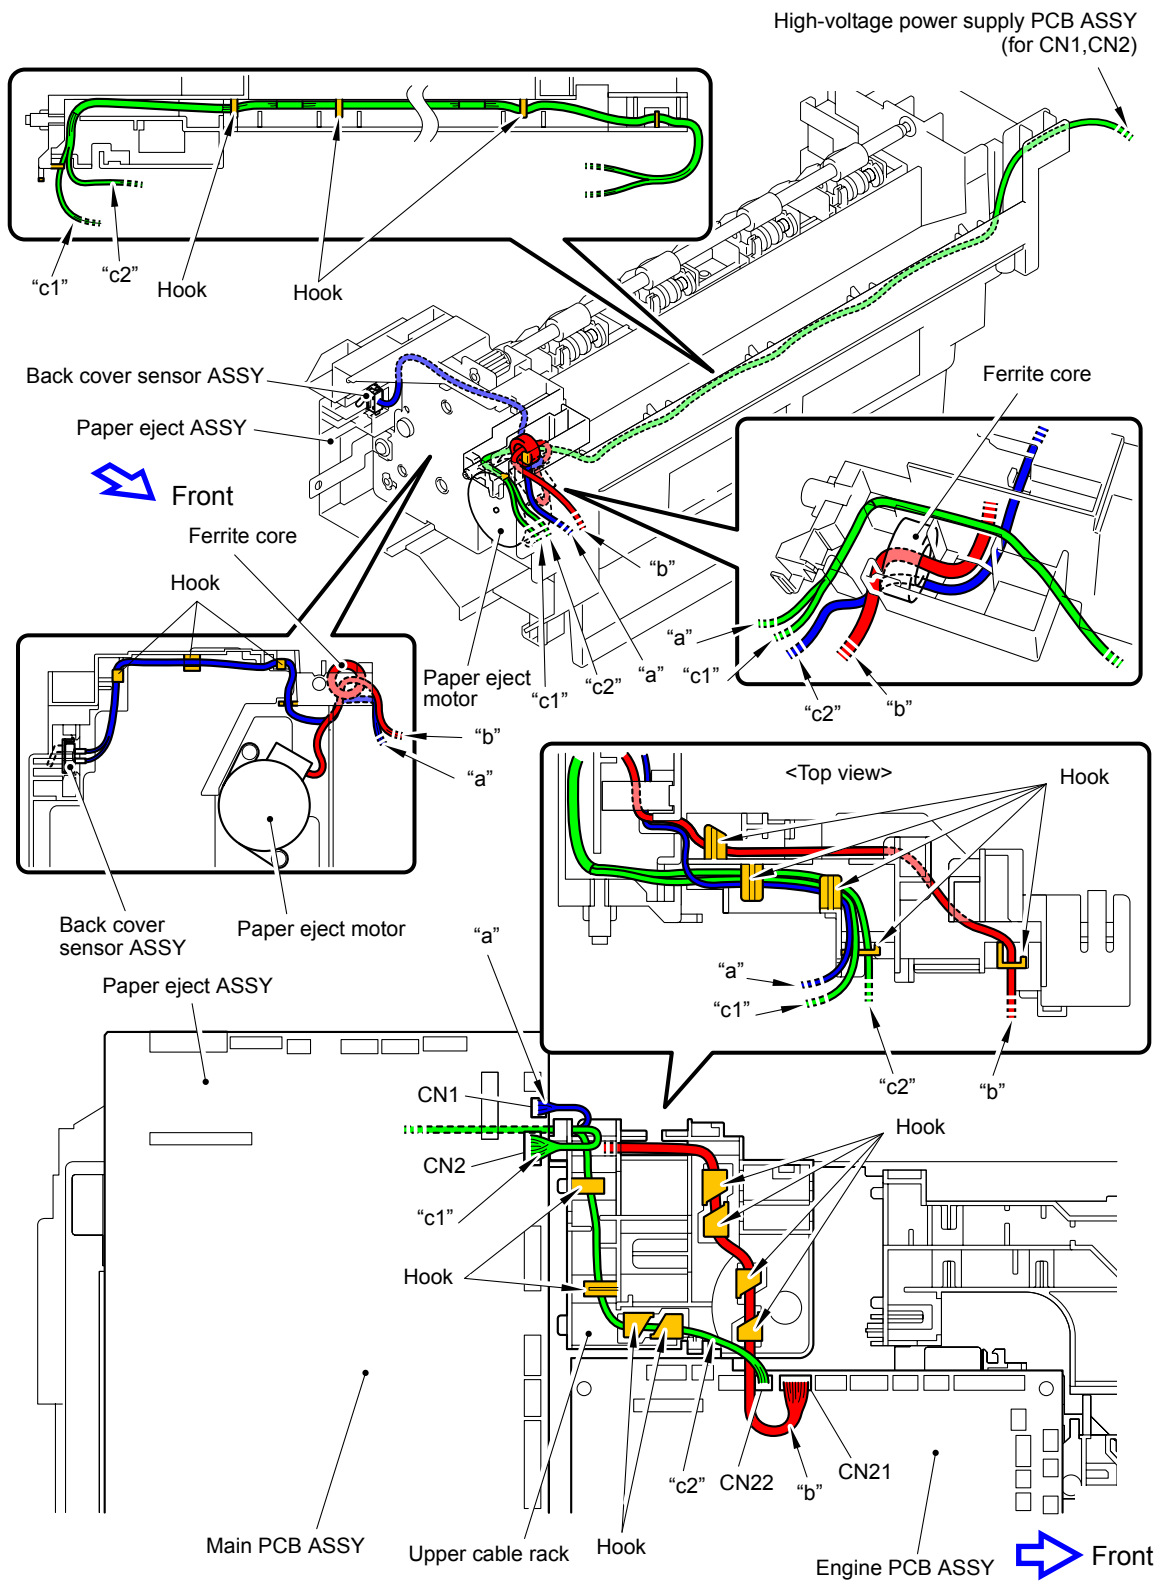 High-voltage power supply PCB ASSY
(for CN1,CN2)
“c1”
“c2”
Hook
Hook
Back cover sensor ASSY
Paper eject ASSY
Front
Ferrite core
Ferrite core
Hook
“b”
“a”
“c2”
“c1”
Paper eject
motor
“a”
“c1”
“c2”
“b”
“b”
“a”
Back cover
sensor ASSY
Paper eject motor
<Top view>
Hook
“a”
“c1”
“c2”
“b”
Paper eject ASSY
“a”
CN1
CN2
“c1”
Hook
Hook
“c2”
CN22
“b”
CN21
Main PCB ASSY
Upper cable rack
Hook
Engine PCB ASSY
Front